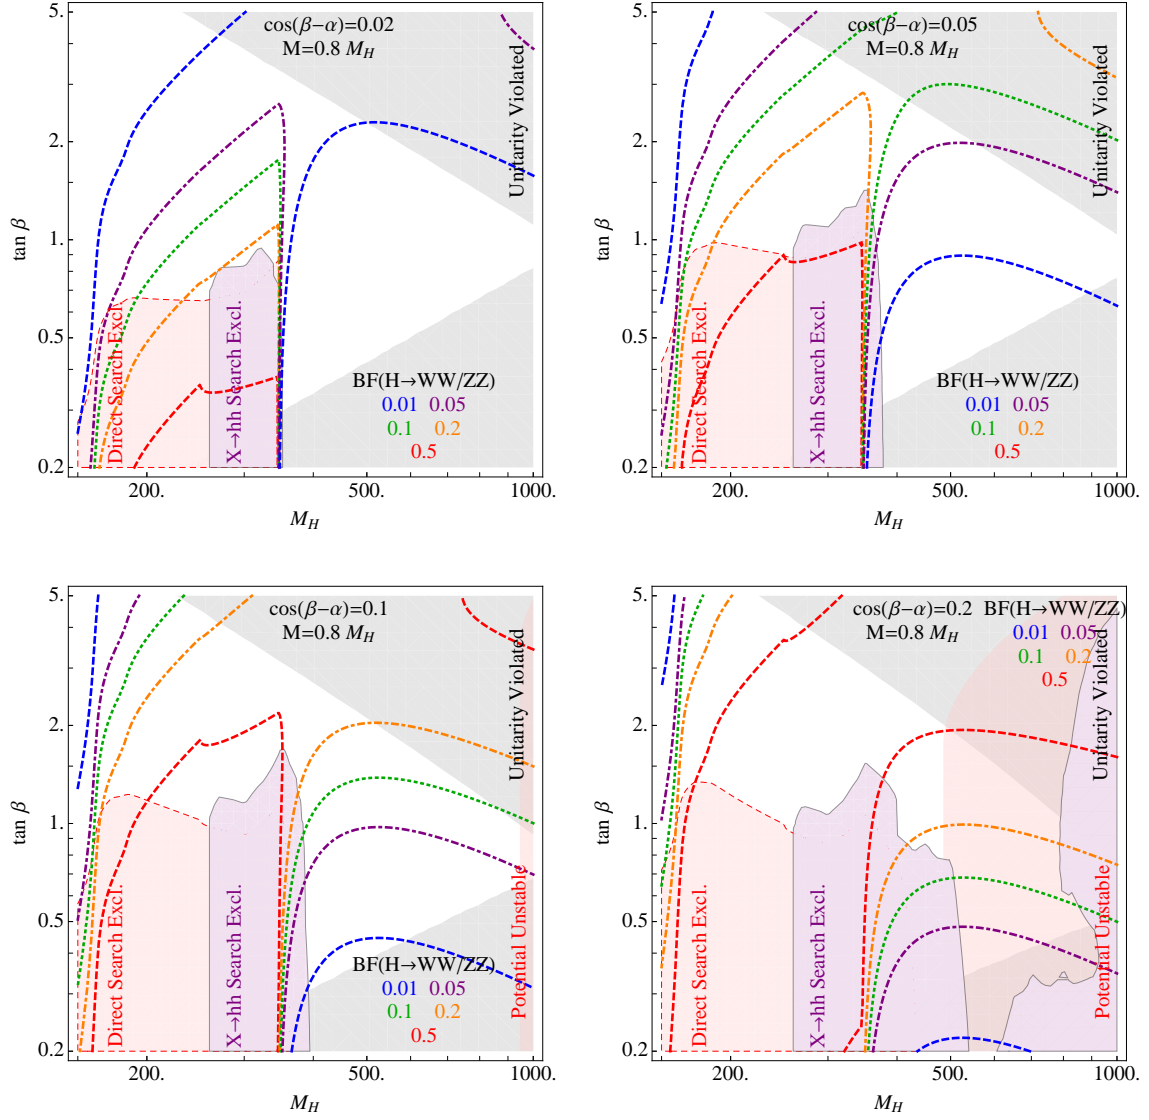 cos(β−α)=0.02
M=0.8 M_H
Unitarity Violated
Direct Search Excl.
X→hh Search Excl.
BF(H→WW/ZZ)
0.01 0.05
0.1 0.2
0.5
5.
2.
1.
0.5
0.2
tan β
200. 500. 1000.
M_H
cos(β−α)=0.05
M=0.8 M_H
Unitarity Violated
Direct Search Excl.
X→hh Search Excl.
BF(H→WW/ZZ)
0.01 0.05
0.1 0.2
0.5
5.
2.
1.
0.5
0.2
tan β
200. 500. 1000.
M_H
cos(β−α)=0.1
M=0.8 M_H
Unitarity Violated
Direct Search Excl.
X→hh Search Excl.
Potential Unstable
BF(H→WW/ZZ)
0.01 0.05
0.1 0.2
0.5
5.
2.
1.
0.5
0.2
tan β
200. 500. 1000.
M_H
cos(β−α)=0.2 BF(H→WW/ZZ)
M=0.8 M_H
0.01 0.05
0.1 0.2
0.5
Unitarity Violated
Direct Search Excl.
X→hh Search Excl.
Potential Unstable
5.
2.
1.
0.5
0.2
tan β
200. 500. 1000.
M_H